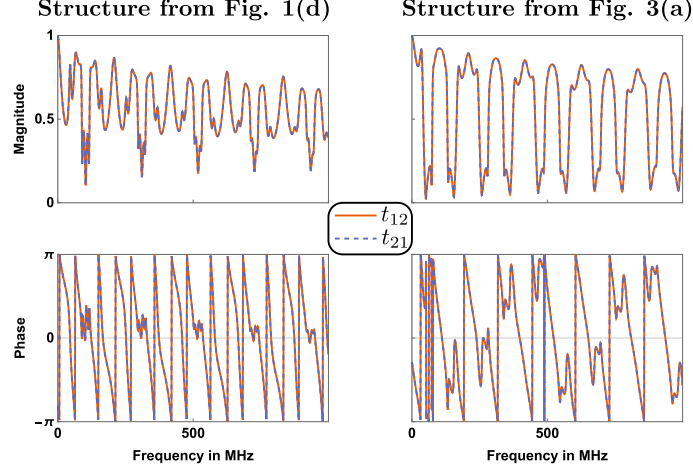 Structure from Fig. 1(d)
Structure from Fig. 3(a)
1
0.5
0
Magnitude
t12
t21
π
0
−π
Phase
0
500
0
500
Frequency in MHz
Frequency in MHz